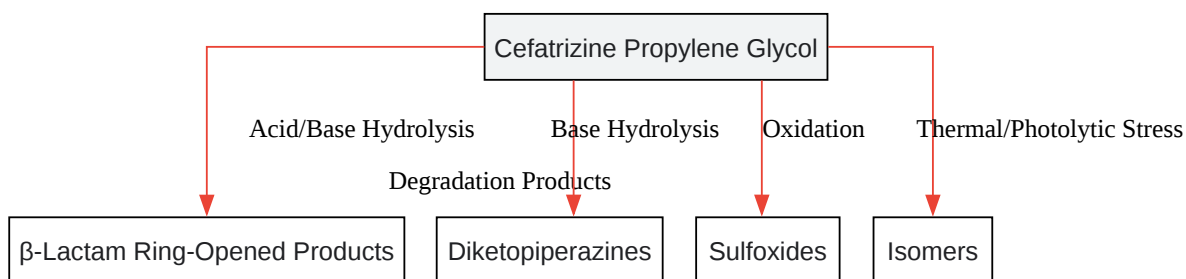 Cefatrizine Propylene Glycol
Acid/Base Hydrolysis
Base Hydrolysis
Oxidation
Thermal/Photolytic Stress
Degradation Products
β-Lactam Ring-Opened Products
Diketopiperazines
Sulfoxides
Isomers